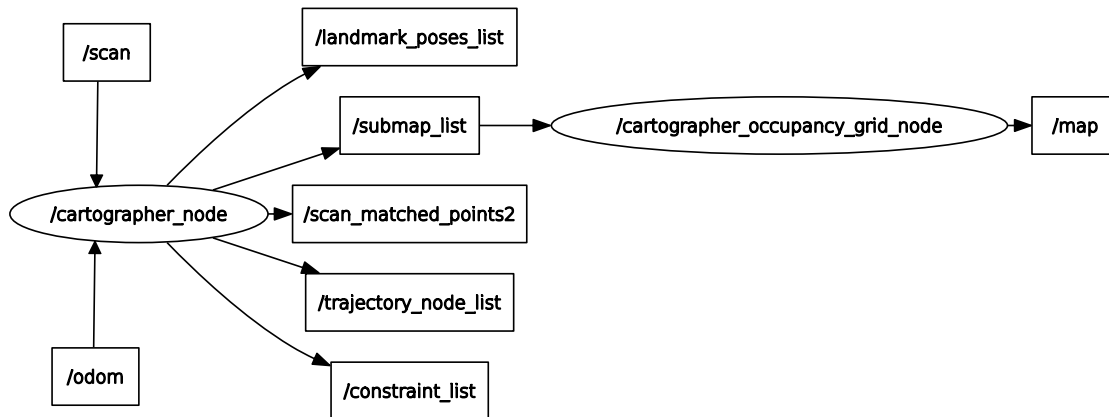 /scan
/landmark_poses_list
/submap_list
/cartographer_occupancy_grid_node
/map
/cartographer_node
/scan_matched_points2
/trajectory_node_list
/odom
/constraint_list